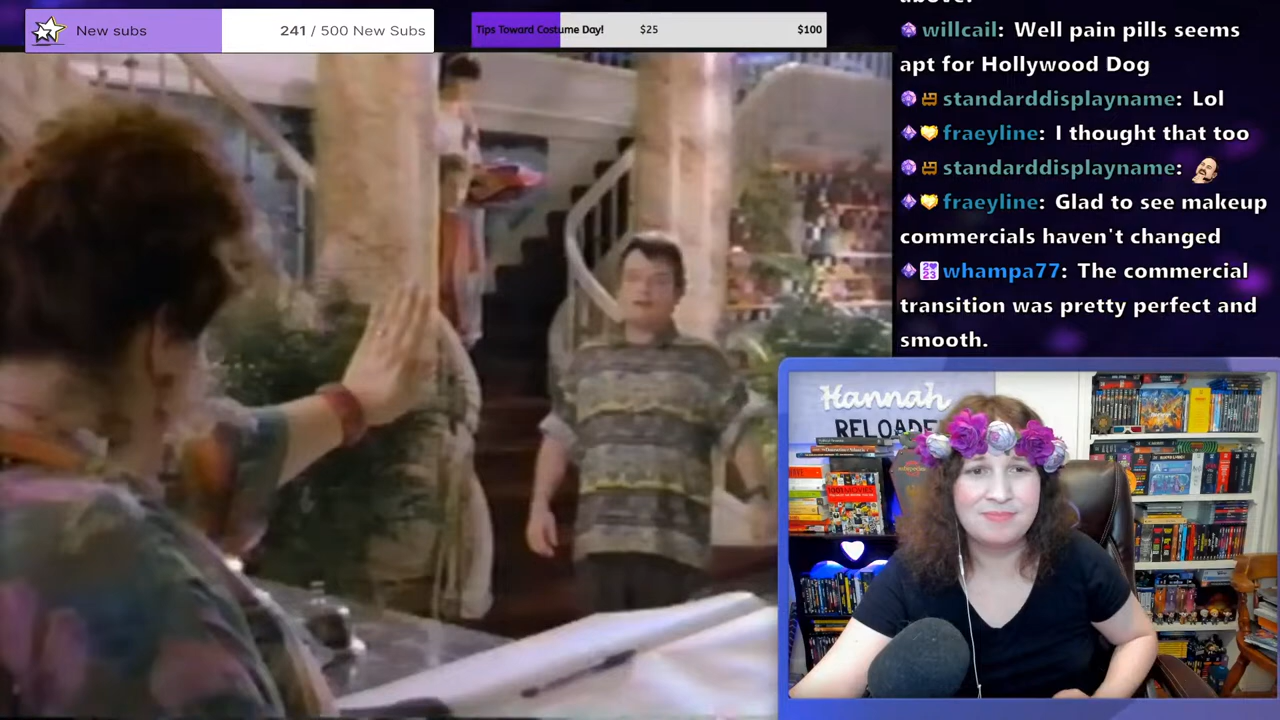 New subs
241 / 500 New Subs
Tips Toward Costume Day!
$25
$100
above.
willcail: Well pain pills seems
apt for Hollywood Dog
standarddisplayname: Lol
fraeyline: I thought that too
standarddisplayname:
fraeyline: Glad to see makeup
commercials haven't changed
whampa77: The commercial
transition was pretty perfect and
smooth.
Hannah
RELOADED